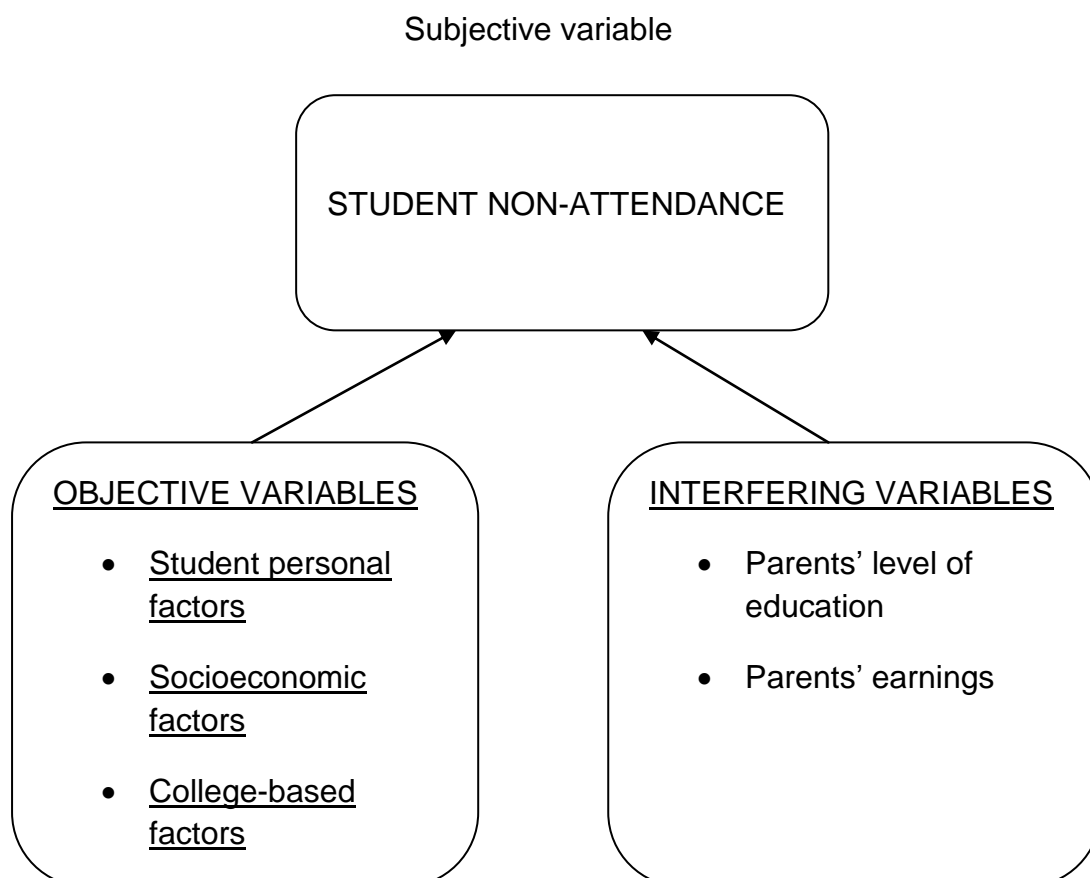 Subjective variable
STUDENT NON-ATTENDANCE
OBJECTIVE VARIABLES
• Student personal
factors
• Socioeconomic
factors
• College-based
factors
INTERFERING VARIABLES
• Parents’ level of
education
• Parents’ earnings